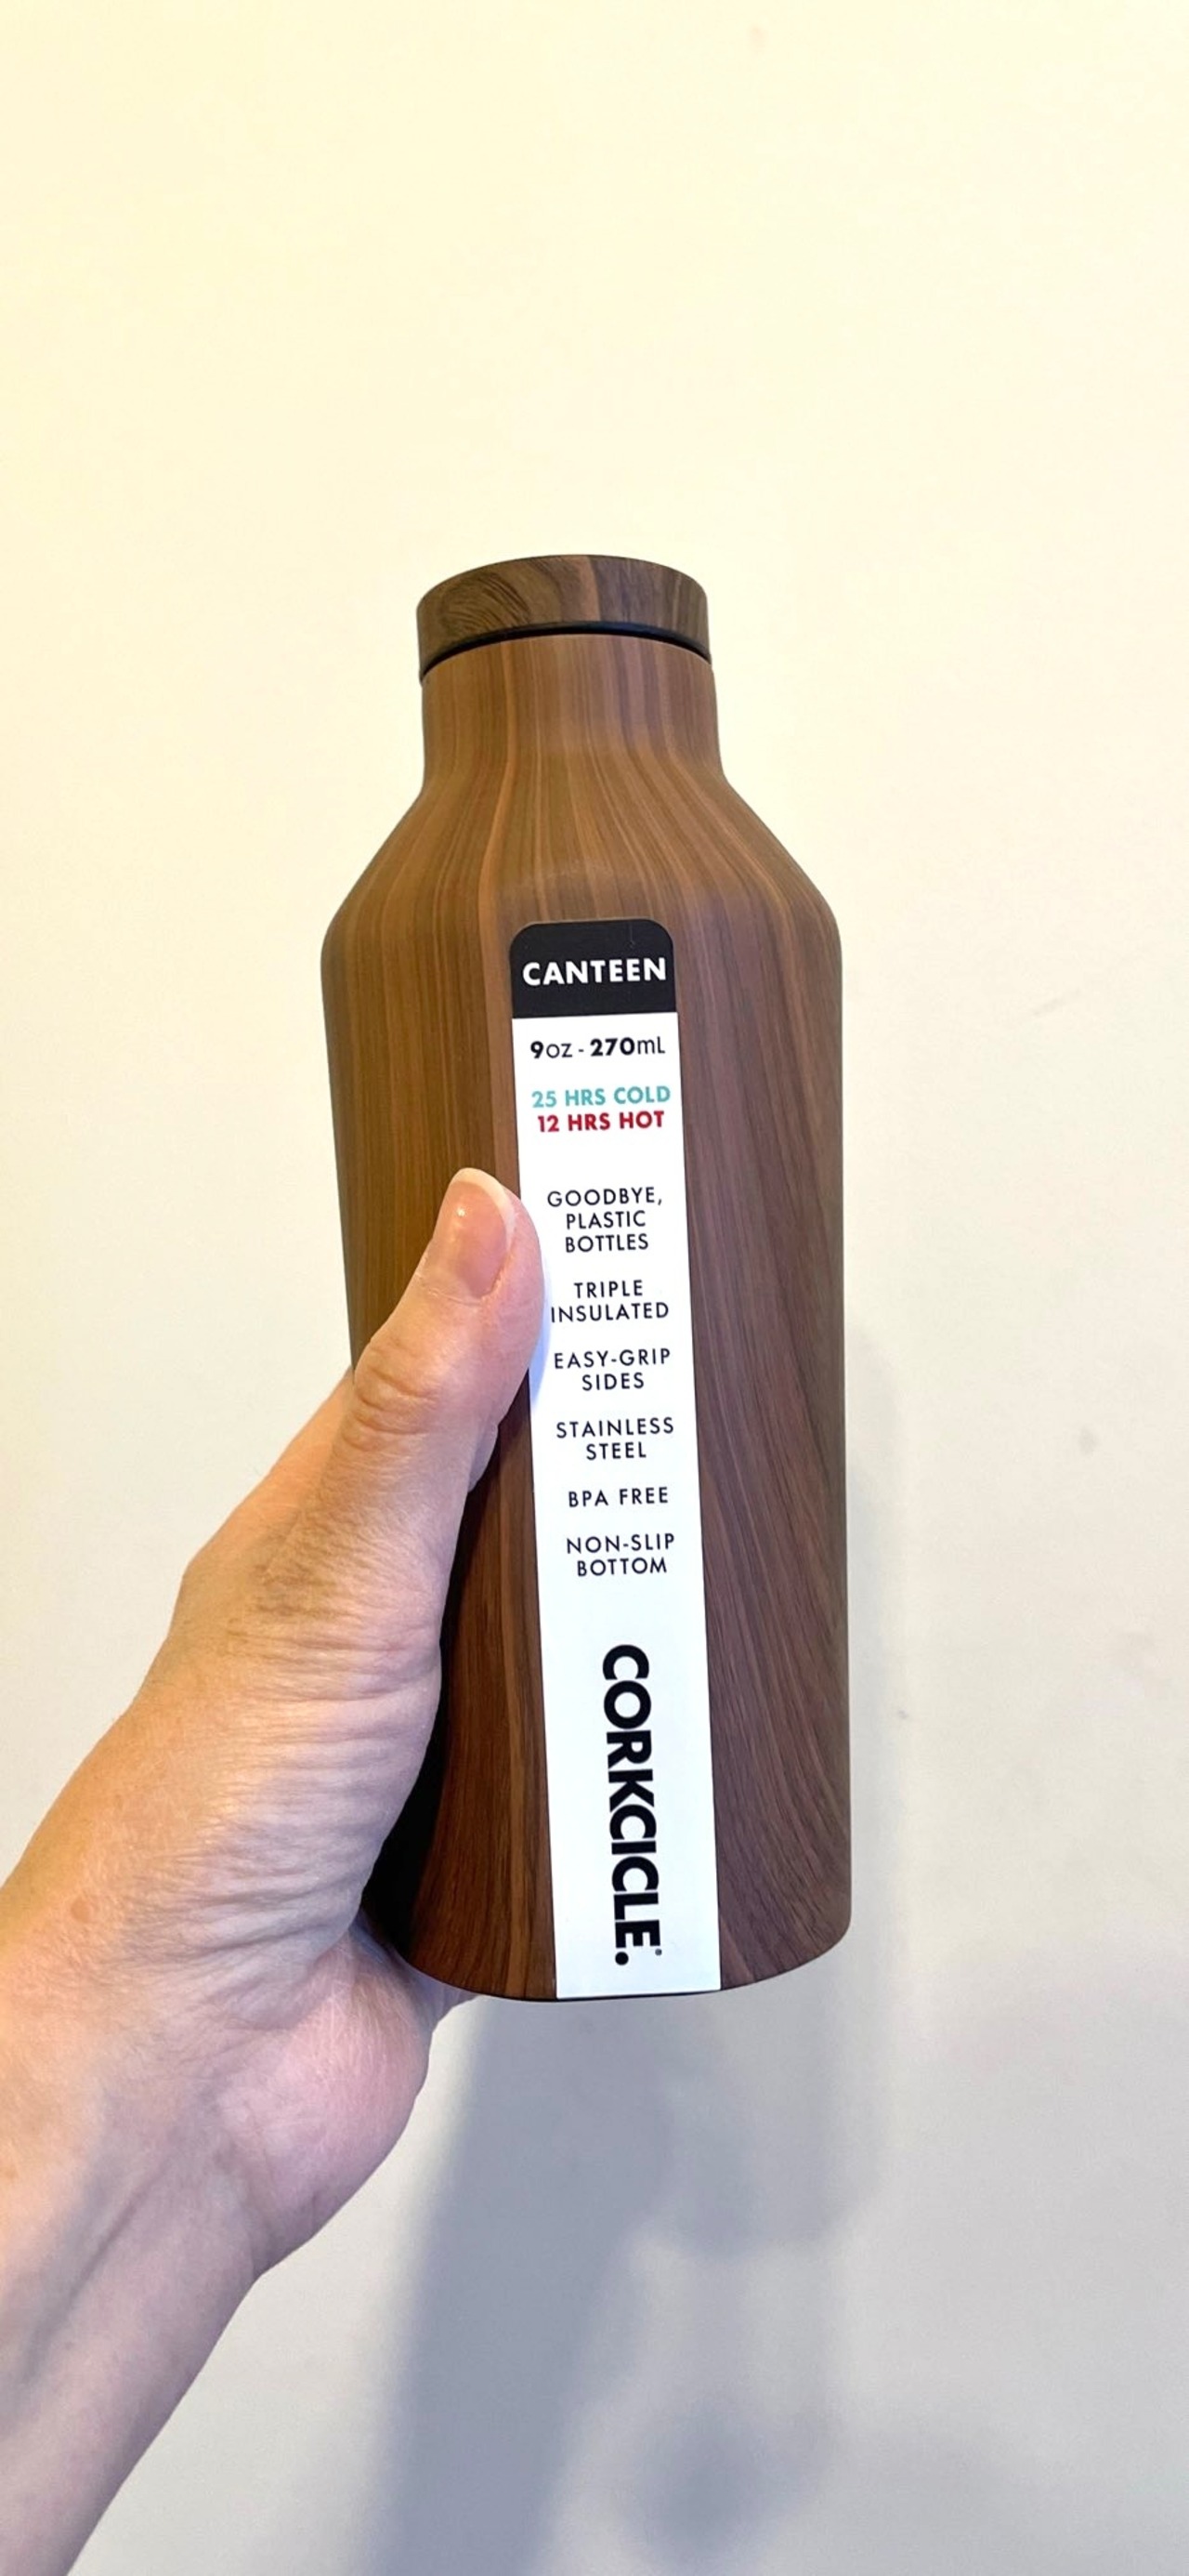 CANTEEN
9oz - 270mL
25 HRS COLD
12 HRS HOT
GOODBYE,
PLASTIC
BOTTLES
TRIPLE
INSULATED
EASY-GRIP
SIDES
STAINLESS
STEEL
BPA FREE
NON-SLIP
BOTTOM
CORKCICLE.®